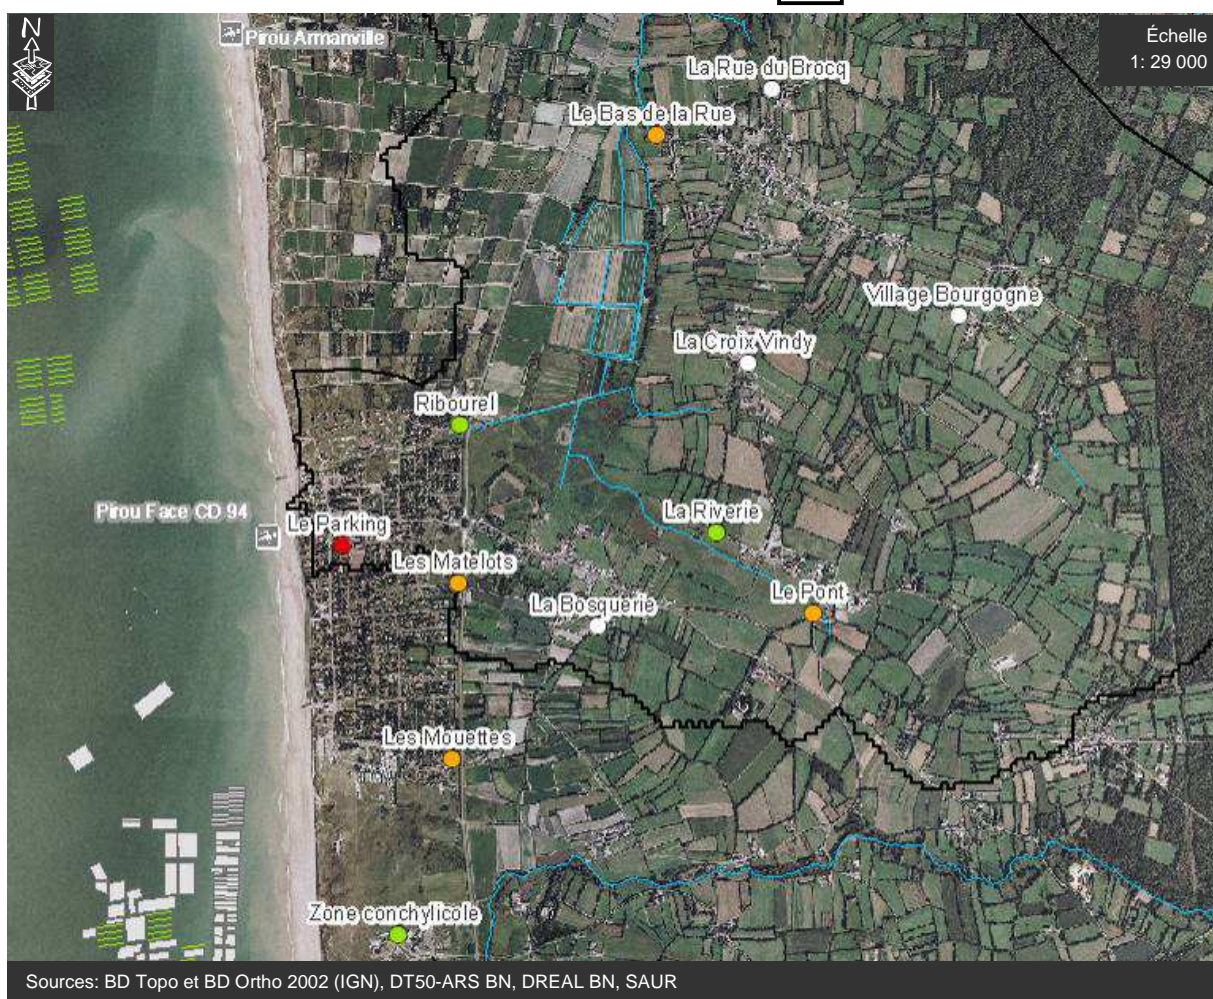 N
Pirou Armanville
Échelle
1: 29 000
La Rue du Brocq
Le Bas de la Rue
Village Bourgogne
La Croix Vindy
Ribourel
Pirou Face CD 94
Le Parking
La Riverie
Les Matelots
Le Pont
La Bosquerie
Les Mouettes
Zone conchylicole
Sources: BD Topo et BD Ortho 2002 (IGN), DT50-ARS BN, DREAL BN, SAUR